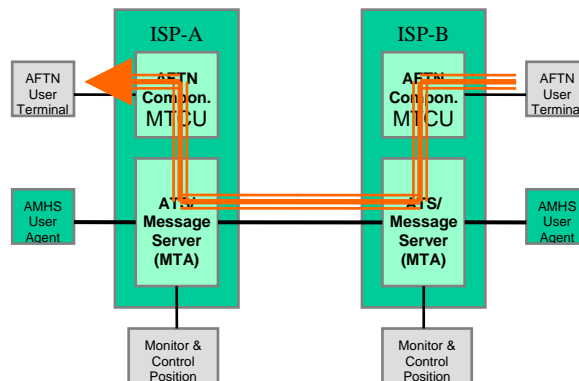 ISP-A
ISP-B
AFTN
User
Terminal
AFTN
Compon.
MTCU
AFTN
Compon.
MTCU
AFTN
User
Terminal
AMHS
User
Agent
ATS/
Message
Server
(MTA)
ATS/
Message
Server
(MTA)
AMHS
User
Agent
Monitor &
Control
Position
Monitor &
Control
Position